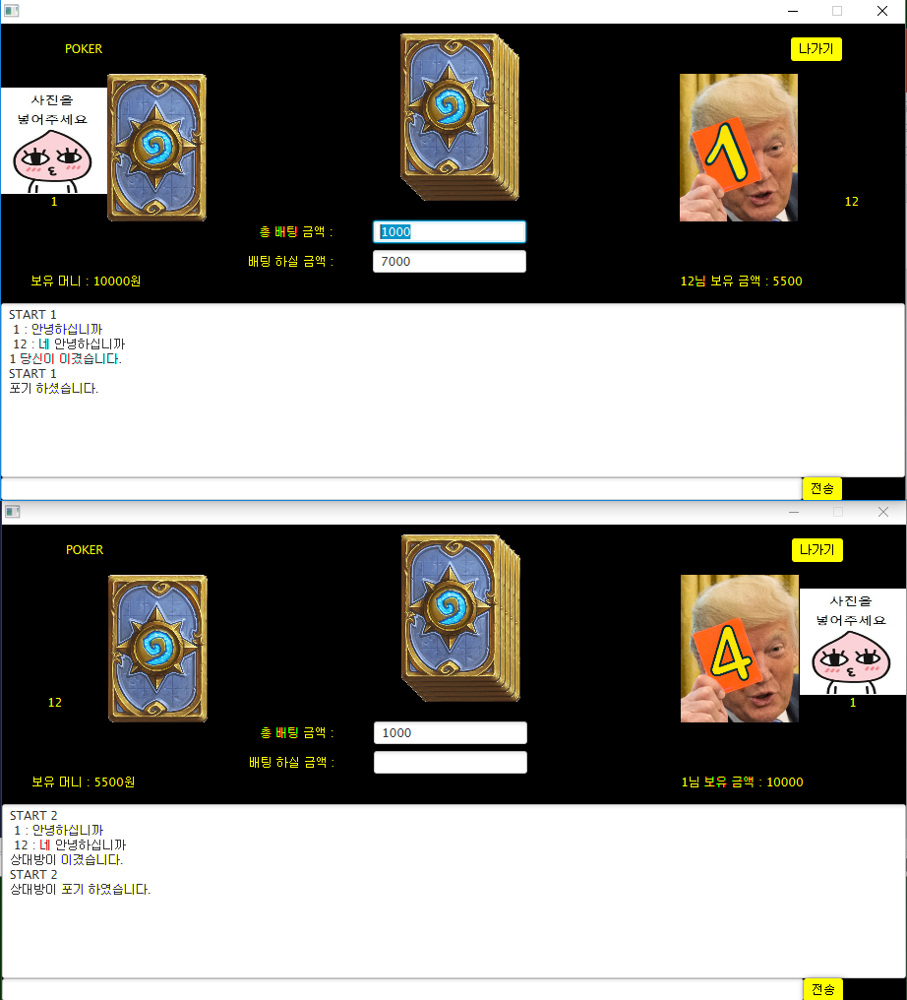 POKER
나가기
사진을
넣어주세요
1
1
12
총 배팅 금액 : 1000
배팅 하실 금액 : 7000
보유 머니 : 10000원
12님 보유 금액 : 5500
START 1
1 : 안녕하십니까
12 : 네 안녕하십니까
1 당신이 이겼습니다.
START 1
포기 하셨습니다.
전송
POKER
나가기
4
사진을
넣어주세요
12
1
총 배팅 금액 : 1000
배팅 하실 금액 :
보유 머니 : 5500원
1님 보유 금액 : 10000
START 2
1 : 안녕하십니까
12 : 네 안녕하십니까
상대방이 이겼습니다.
START 2
상대방이 포기 하였습니다.
전송